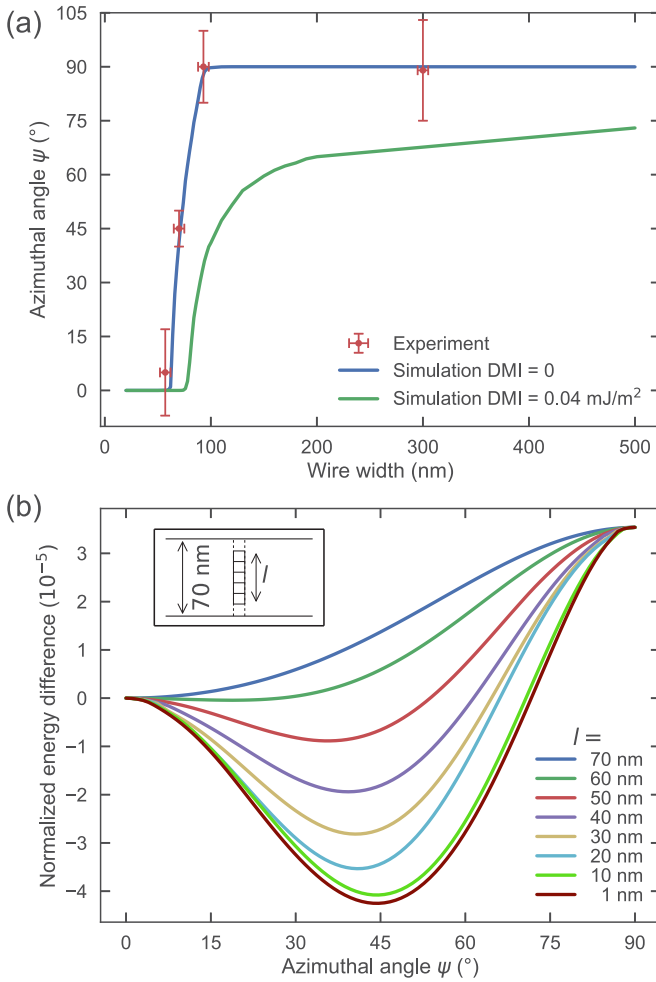 (a)
105
90
75
60
45
30
15
0
Azimuthal angle ψ (°)
Experiment
Simulation DMI = 0
Simulation DMI = 0.04 mJ/m²
0 100 200 300 400 500
Wire width (nm)
(b)
3
2
1
0
−1
−2
−3
−4
Normalized energy difference (10⁻⁵)
70 nm
l
l =
70 nm
60 nm
50 nm
40 nm
30 nm
20 nm
10 nm
1 nm
0 15 30 45 60 75 90
Azimuthal angle ψ (°)